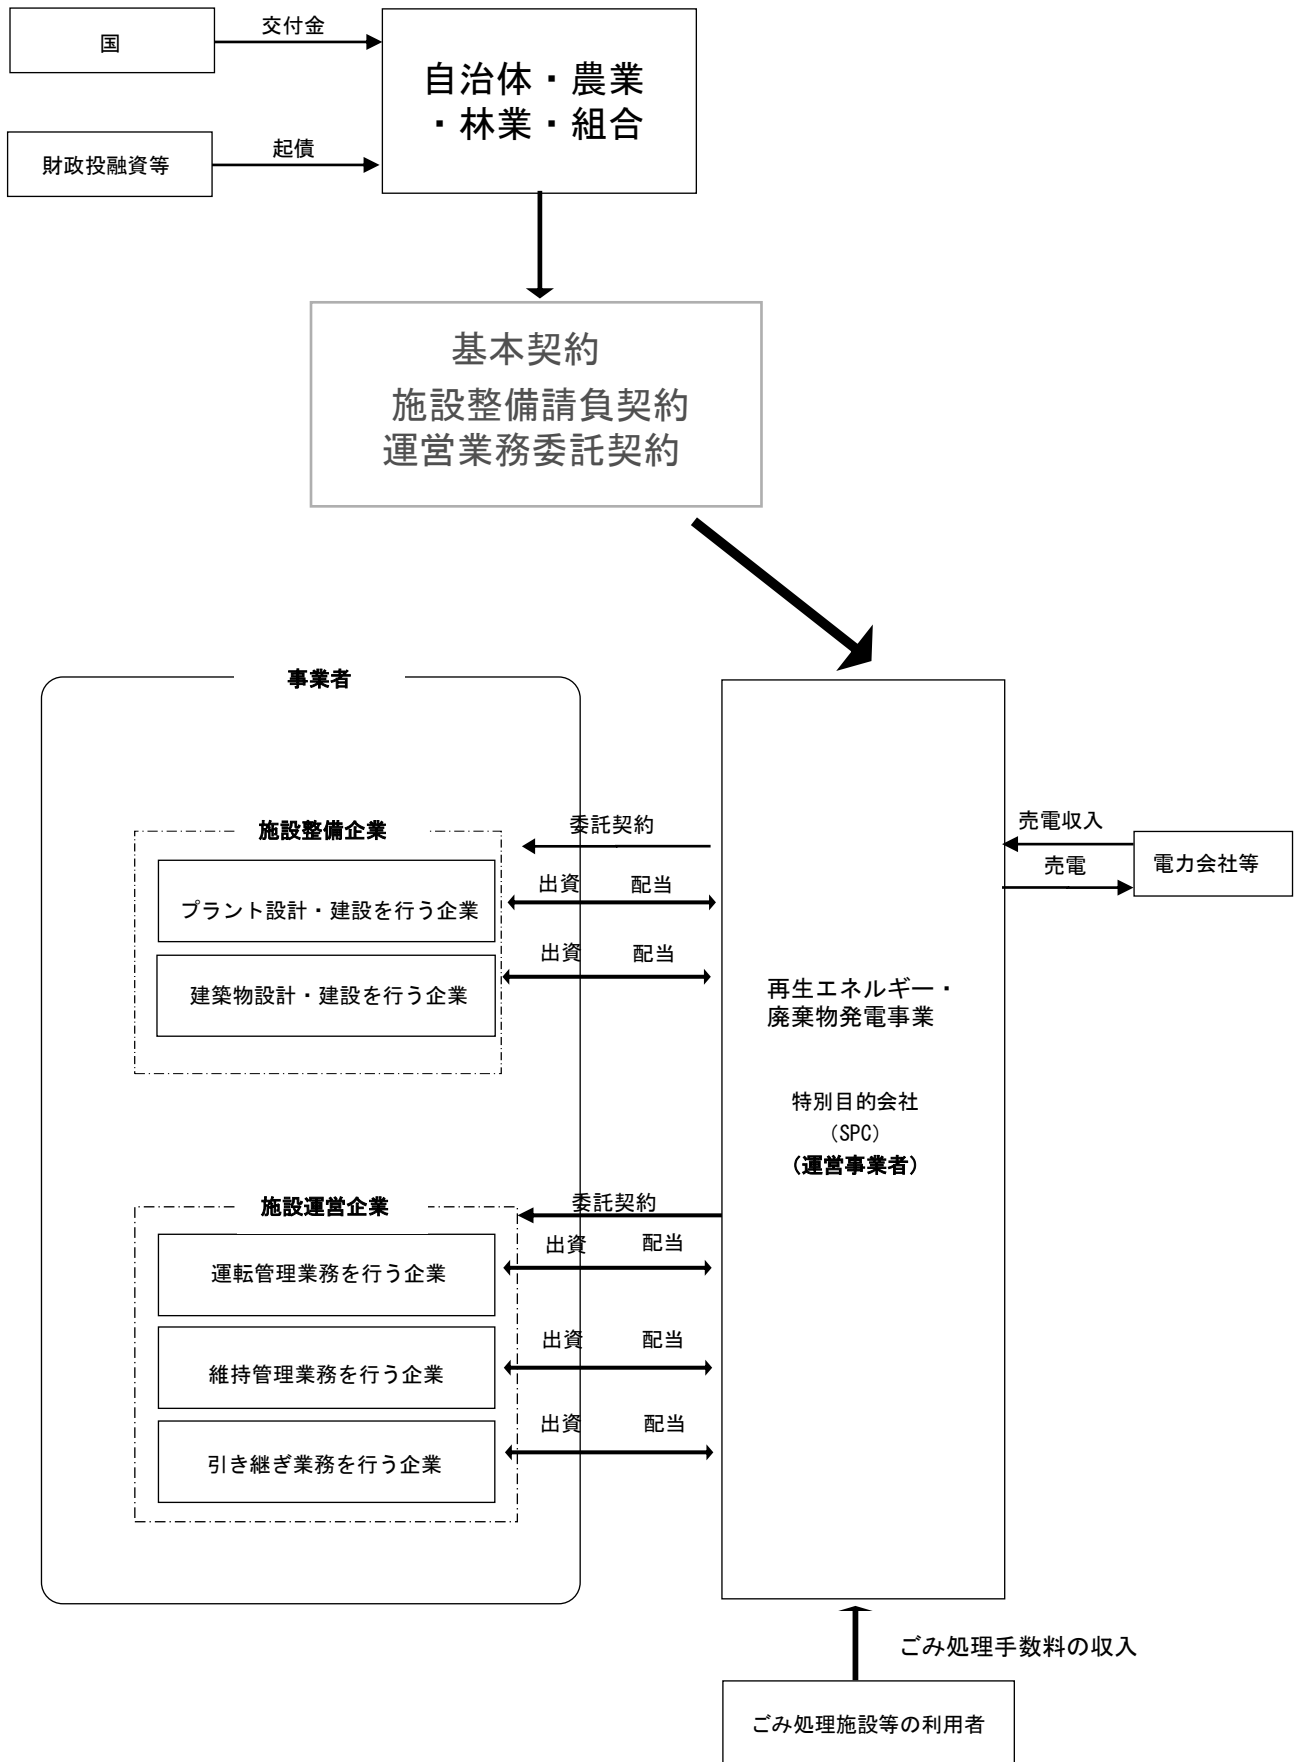 国
交付金
自治体・農業
・林業・組合
財政投融資等
起債
基本契約
施設整備請負契約
運営業務委託契約
事業者
施設整備企業
委託契約
プラント設計・建設を行う企業
出資 配当
建築物設計・建設を行う企業
出資 配当
売電収入
売電
電力会社等
再生エネルギー・
廃棄物発電事業
特別目的会社
（SPC）
（運営事業者）
施設運営企業
委託契約
運転管理業務を行う企業
出資 配当
維持管理業務を行う企業
出資 配当
引き継ぎ業務を行う企業
出資 配当
ごみ処理手数料の収入
ごみ処理施設等の利用者